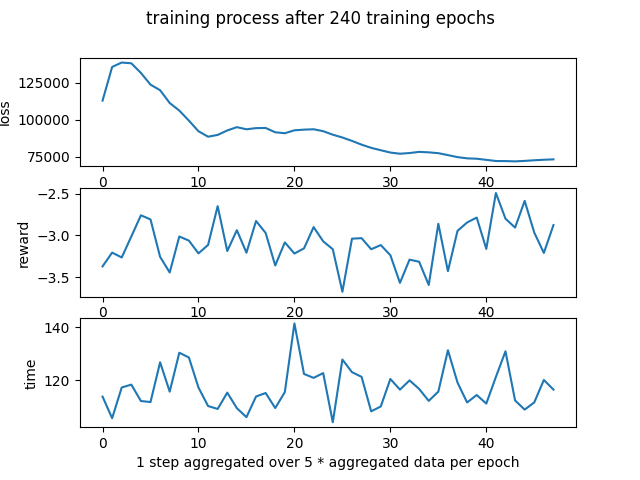 training process after 240 training epochs
125000
100000
75000
loss
0 10 20 30 40
−2.5
−3.0
−3.5
reward
0 10 20 30 40
140
120
time
0 10 20 30 40
1 step aggregated over 5 * aggregated data per epoch